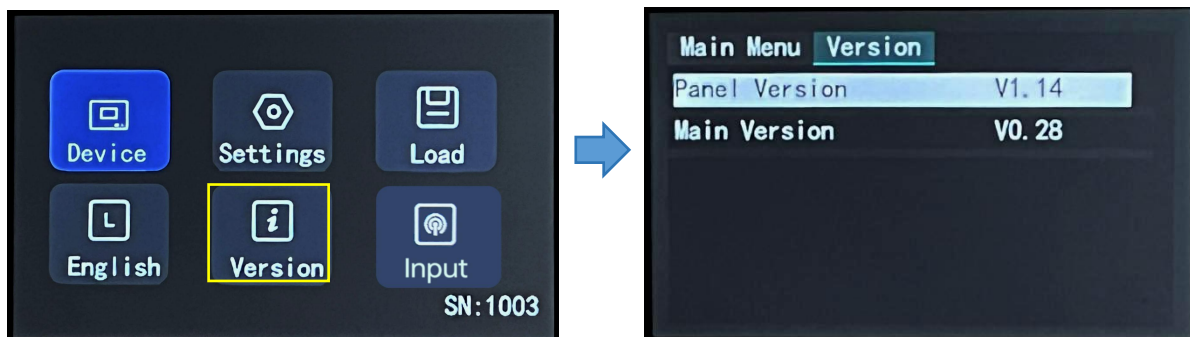 Device Settings Load
English Version Input
SN:1003
Main Menu Version
Panel Version V1.14
Main Version V0.28